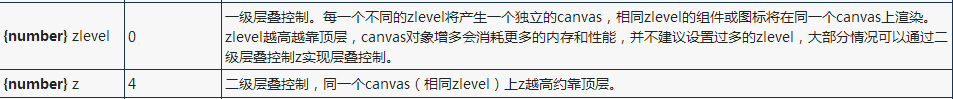 {number} zlevel 0 一级层叠控制。每一个不同的zlevel将产生一个独立的canvas，相同zlevel的组件或图标将在同一个canvas上渲染。
zlevel越高越靠顶层，canvas对象增多会消耗更多的内存和性能，并不建议设置过多的zlevel，大部分情况可以通过二
级层叠控制z实现层叠控制。
{number} z 4 二级层叠控制，同一个canvas（相同zlevel）上z越高约靠顶层。